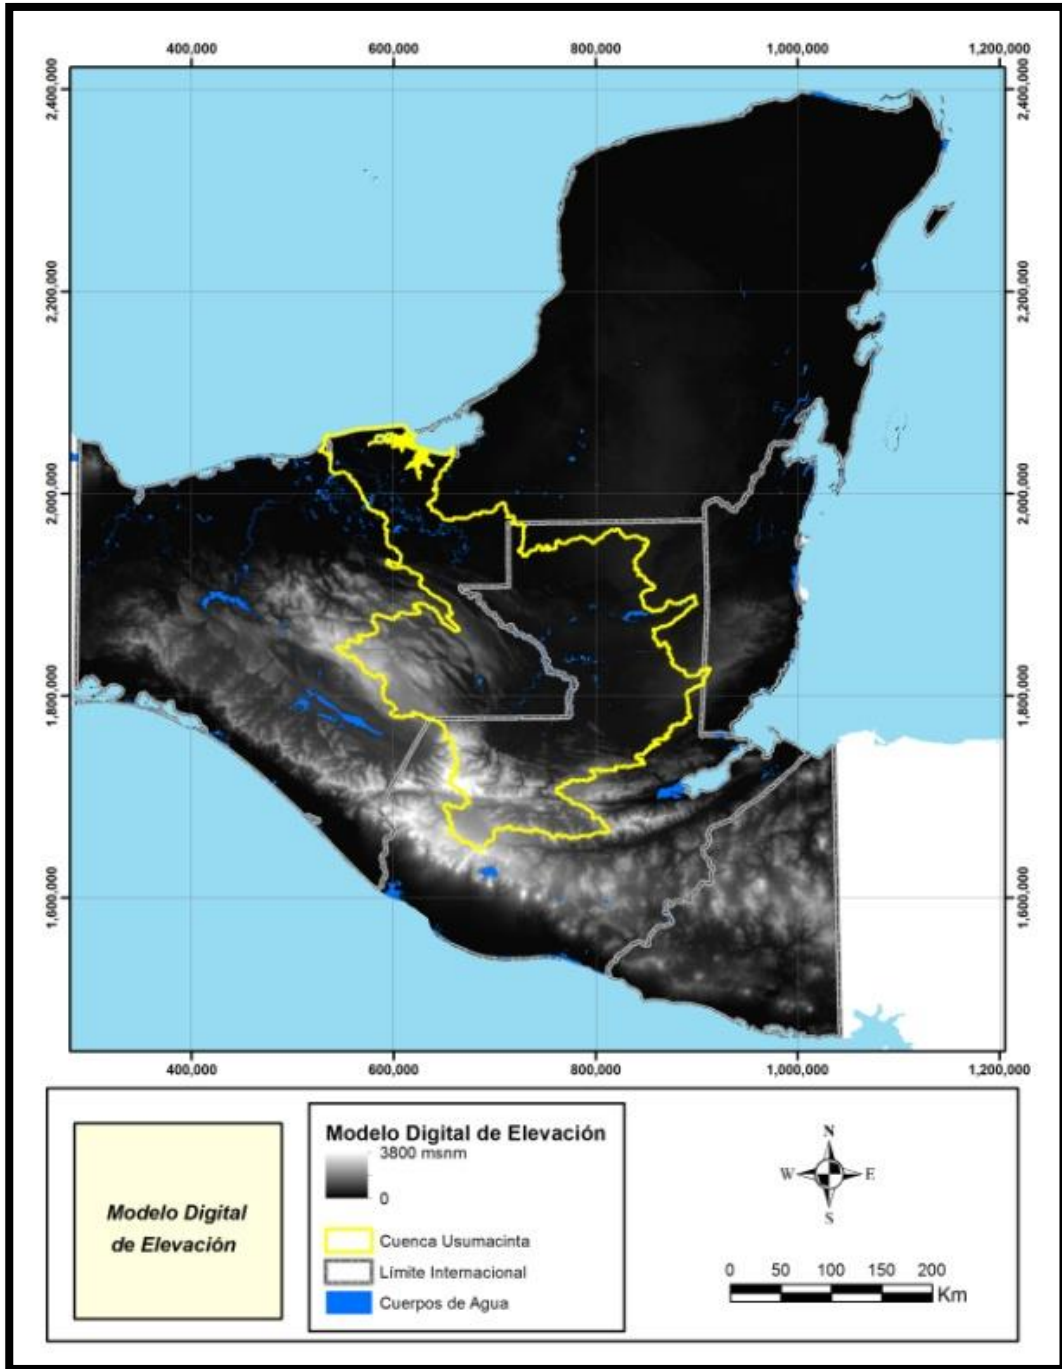 400,000 600,000 800,000 1,000,000 1,200,000
2,400,000 2,400,000
2,200,000 2,200,000
2,000,000 2,000,000
1,800,000 1,800,000
1,600,000 1,600,000
400,000 600,000 800,000 1,000,000 1,200,000
Modelo Digital
de Elevación
Modelo Digital de Elevación
3800 msnm
0
Cuenca Usumacinta
Límite Internacional
Cuerpos de Agua
N
W E
S
0 50 100 150 200
Km